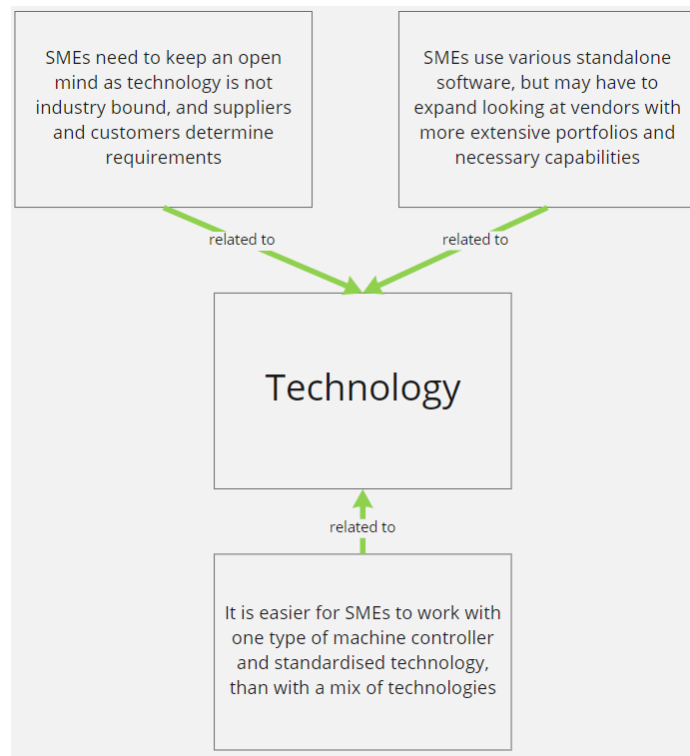 SMEs need to keep an open
mind as technology is not
industry bound, and suppliers
and customers determine
requirements
SMEs use various standalone
software, but may have to
expand looking at vendors with
more extensive portfolios and
necessary capabilities
related to
related to
Technology
related to
It is easier for SMEs to work with
one type of machine controller
and standardised technology,
than with a mix of technologies